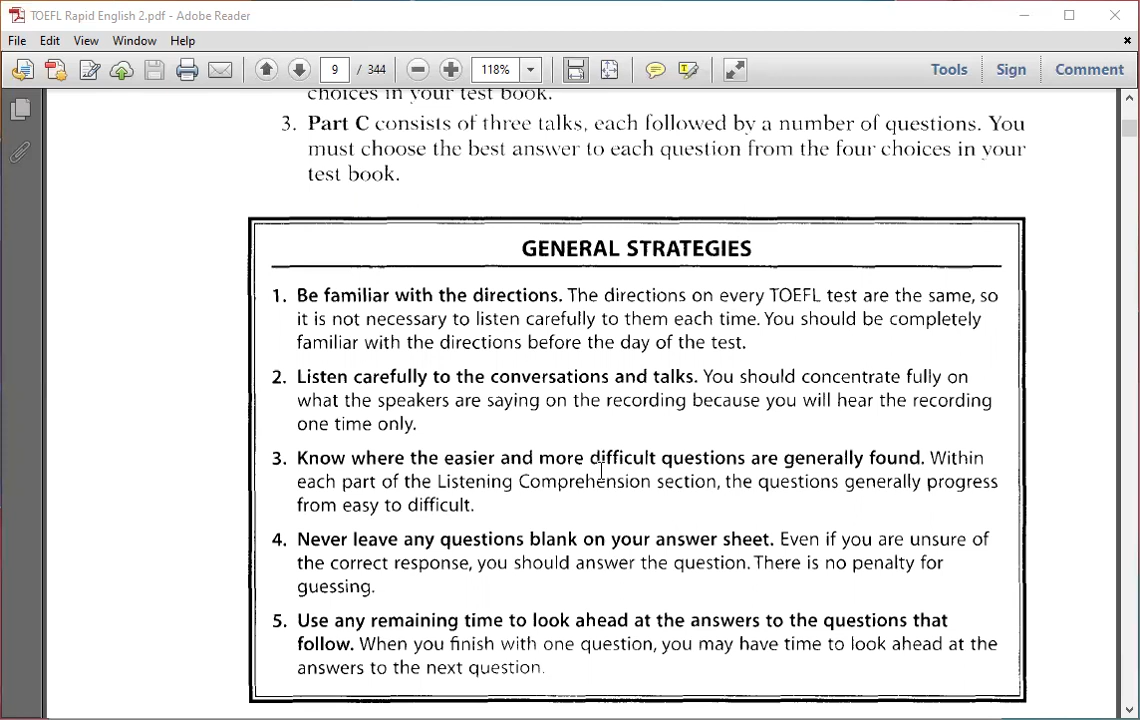 TOEFL Rapid English 2.pdf - Adobe Reader
File Edit View Window Help
9 / 344 118% Tools Sign Comment
choices in your test book.
3. Part C consists of three talks, each followed by a number of questions. You
must choose the best answer to each question from the four choices in your
test book.
GENERAL STRATEGIES
1. Be familiar with the directions. The directions on every TOEFL test are the same, so
it is not necessary to listen carefully to them each time. You should be completely
familiar with the directions before the day of the test.
2. Listen carefully to the conversations and talks. You should concentrate fully on
what the speakers are saying on the recording because you will hear the recording
one time only.
3. Know where the easier and more difficult questions are generally found. Within
each part of the Listening Comprehension section, the questions generally progress
from easy to difficult.
4. Never leave any questions blank on your answer sheet. Even if you are unsure of
the correct response, you should answer the question. There is no penalty for
guessing.
5. Use any remaining time to look ahead at the answers to the questions that
follow. When you finish with one question, you may have time to look ahead at the
answers to the next question.